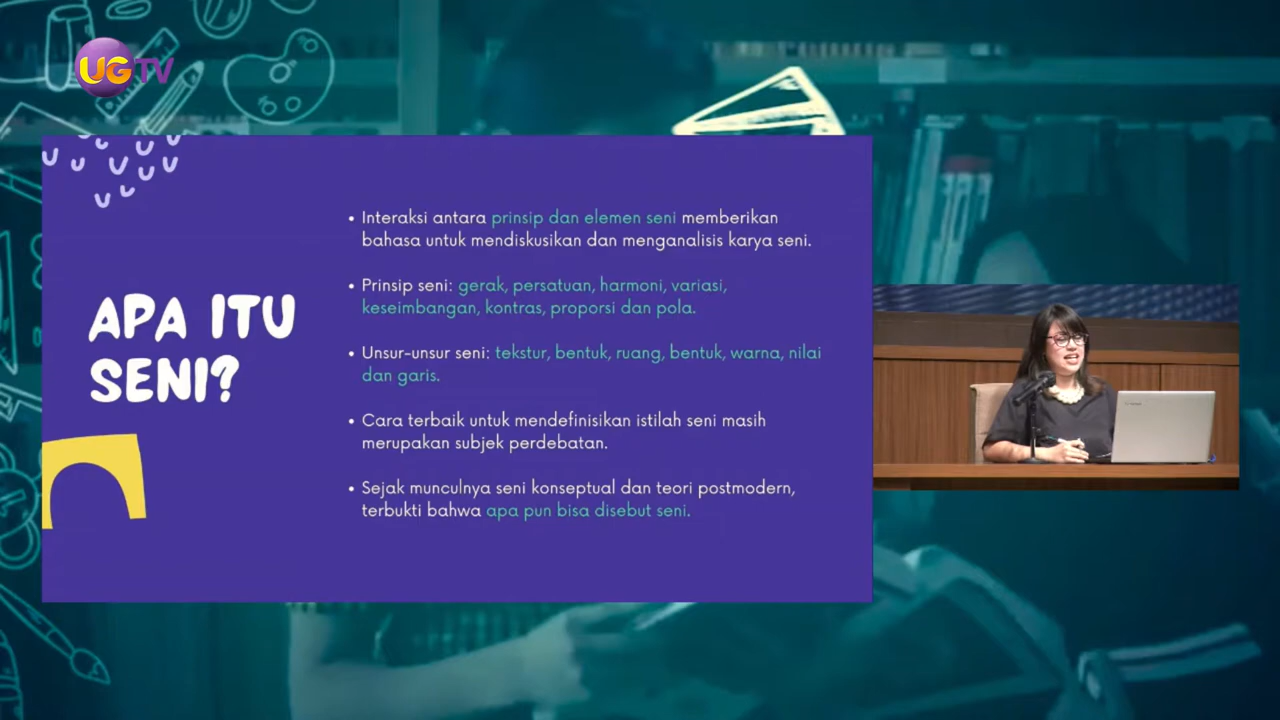 UGTV
APA ITU
SENI?
• Interaksi antara prinsip dan elemen seni memberikan
bahasa untuk mendiskusikan dan menganalisis karya seni.
• Prinsip seni: gerak, persatuan, harmoni, variasi,
keseimbangan, kontras, proporsi dan pola.
• Unsur-unsur seni: tekstur, bentuk, ruang, bentuk, warna, nilai
dan garis.
• Cara terbaik untuk mendefinisikan istilah seni masih
merupakan subjek perdebatan.
• Sejak munculnya seni konseptual dan teori postmodern,
terbukti bahwa apa pun bisa disebut seni.